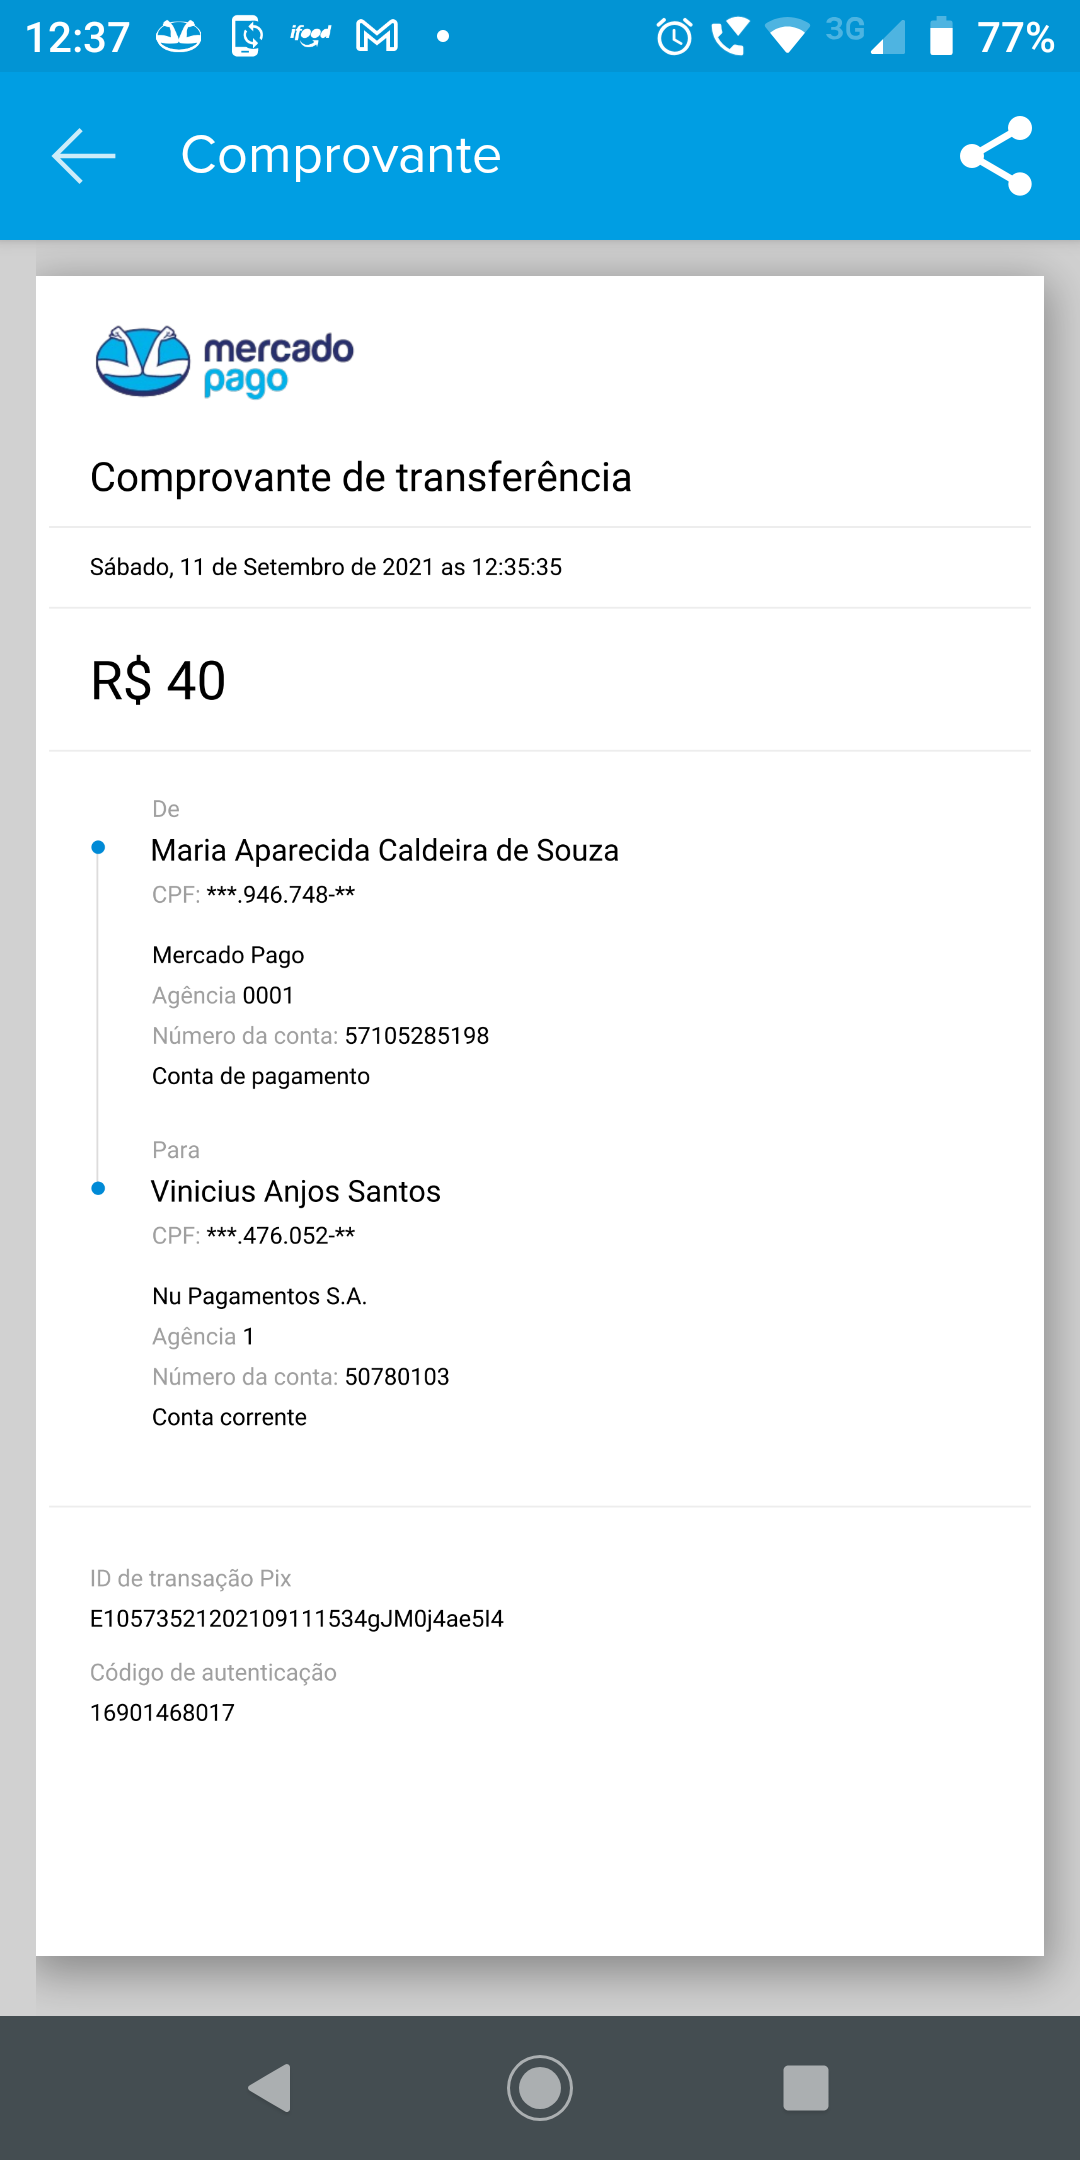 12:37 ifood 3G 77%
Comprovante
mercado
pago
Comprovante de transferência
Sábado, 11 de Setembro de 2021 as 12:35:35
R$ 40
De
Maria Aparecida Caldeira de Souza
CPF: ***.946.748-**
Mercado Pago
Agência 0001
Número da conta: 57105285198
Conta de pagamento
Para
Vinicius Anjos Santos
CPF: ***.476.052-**
Nu Pagamentos S.A.
Agência 1
Número da conta: 50780103
Conta corrente
ID de transação Pix
E10573521202109111534gJM0j4ae5I4
Código de autenticação
16901468017